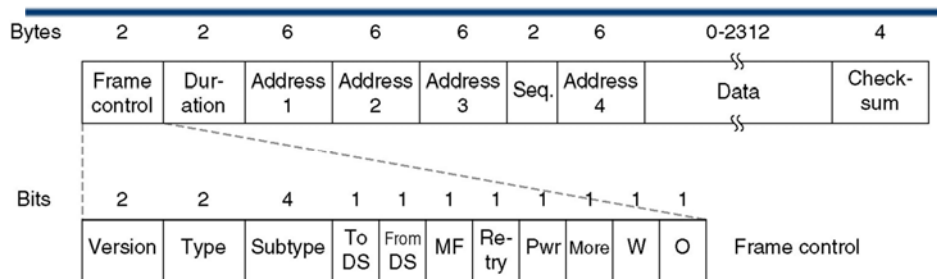 Bytes 2 2 6 6 6 2 6 0-2312 4
Frame control Dur-ation Address 1 Address 2 Address 3 Seq. Address 4 Data Check-sum
Bits 2 2 4 1 1 1 1 1 1 1 1
Version Type Subtype To DS From DS MF Re-try Pwr More W O Frame control